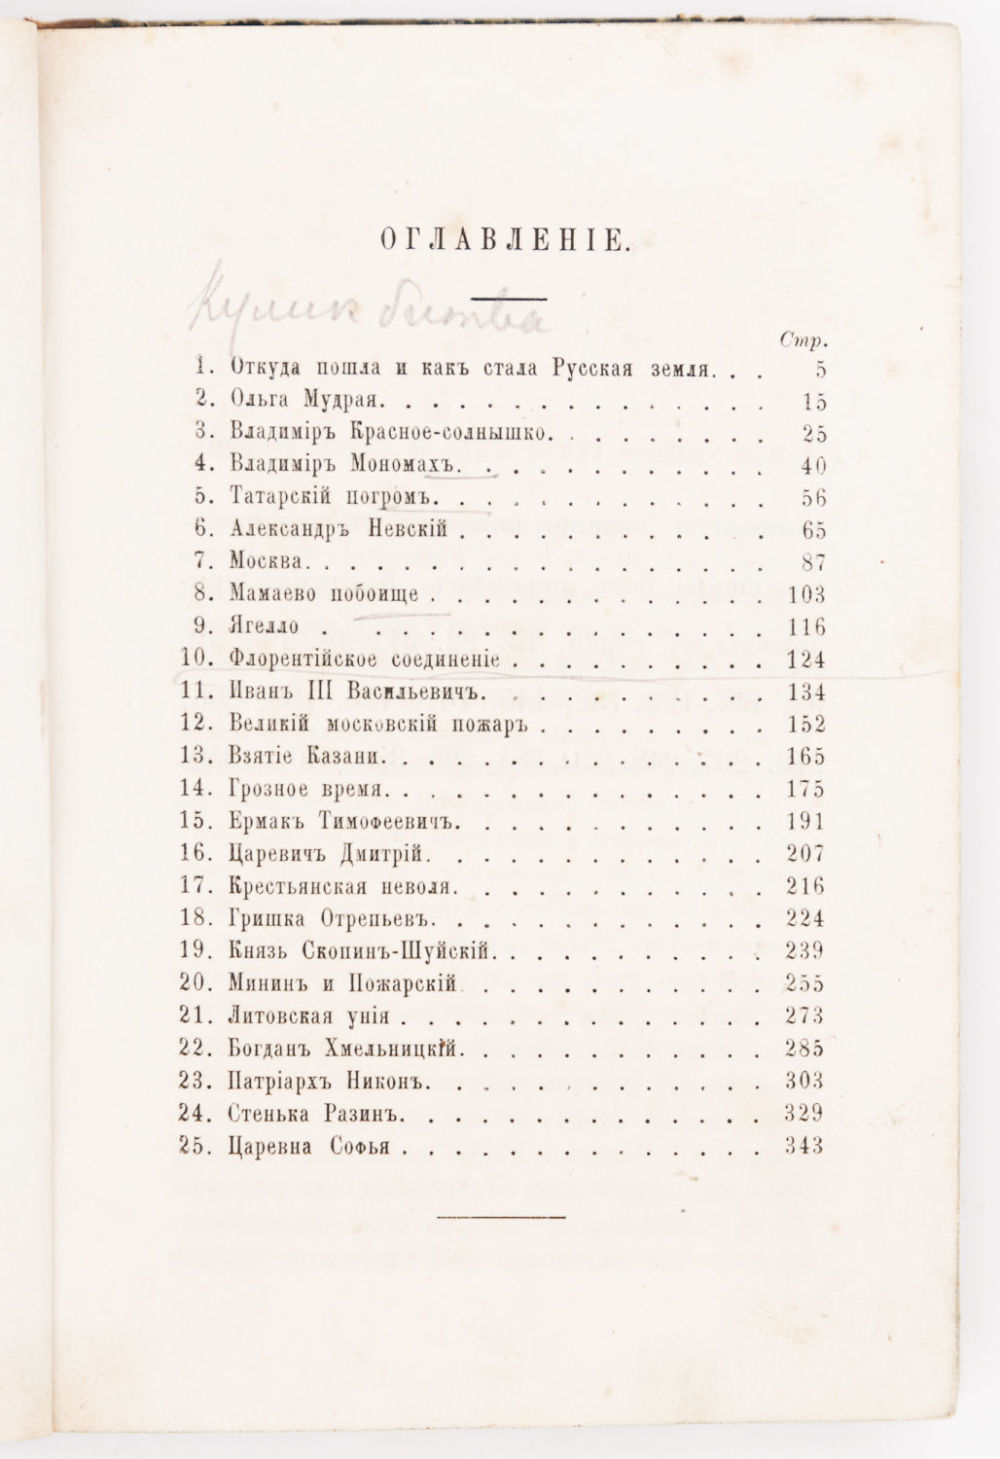 ОГЛАВЛЕНІЕ.
Кулик битва
Стр.
1. Откуда пошла и какъ стала Русская земля. . . 5
2. Ольга Мудрая. . . . . . . . . . . . . . . 15
3. Владиміръ Красное-солнышко. . . . . . . . . 25
4. Владиміръ Мономахъ. . . . . . . . . . . . 40
5. Татарскій погромъ. . . . . . . . . . . . . 56
6. Александръ Невскій . . . . . . . . . . . . 65
7. Москва. . . . . . . . . . . . . . . . . . 87
8. Мамаево побоище . . . . . . . . . . . . . 103
9. Ягелло . . . . . . . . . . . . . . . . 116
10. Флорентійское соединеніе . . . . . . . . . . 124
11. Иванъ III Васильевичъ. . . . . . . . . . . 134
12. Великій московскій пожаръ . . . . . . . . . 152
13. Взятіе Казани. . . . . . . . . . . . . . . 165
14. Грозное время. . . . . . . . . . . . . . . 175
15. Ермакъ Тимофеевичъ. . . . . . . . . . . . 191
16. Царевичъ Дмитрій. . . . . . . . . . . . . 207
17. Крестьянская неволя. . . . . . . . . . . . 216
18. Гришка Отрепьевъ. . . . . . . . . . . . . 224
19. Князь Скопинъ-Шуйскій. . . . . . . . . . . 239
20. Мининъ и Пожарскій . . . . . . . . . . . . 255
21. Литовская унія . . . . . . . . . . . . . . 273
22. Богданъ Хмельницкій. . . . . . . . . . . . 285
23. Патріархъ Никонъ. . . . . . . . . . . . . 303
24. Стенька Разинъ. . . . . . . . . . . . . . 329
25. Царевна Софья . . . . . . . . . . . . . . 343